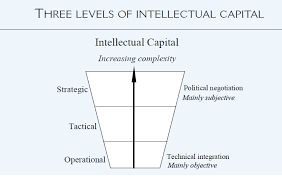 THREE LEVELS OF INTELLECTUAL CAPITAL
Intellectual Capital
Increasing complexity
Strategic
Political negotiation
Mainly subjective
Tactical
Operational
Technical integration
Mainly objective